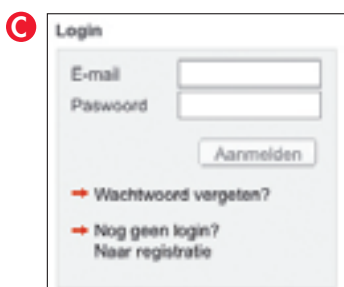 C
Login
E-mail
Paswoord
Aanmelden
Wachtwoord vergeten?
Nog geen login?
Naar registratie